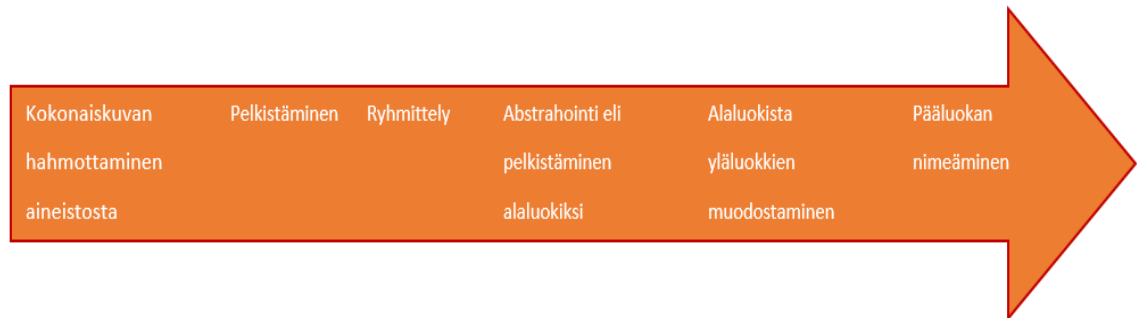 Kokonaiskuvan
hahmottaminen
aineistosta
Pelkistäminen
Ryhmittely
Abstrahointi eli
pelkistäminen
alaluokiksi
Alaluokista
yläluokkien
muodostaminen
Pääluokan
nimeäminen